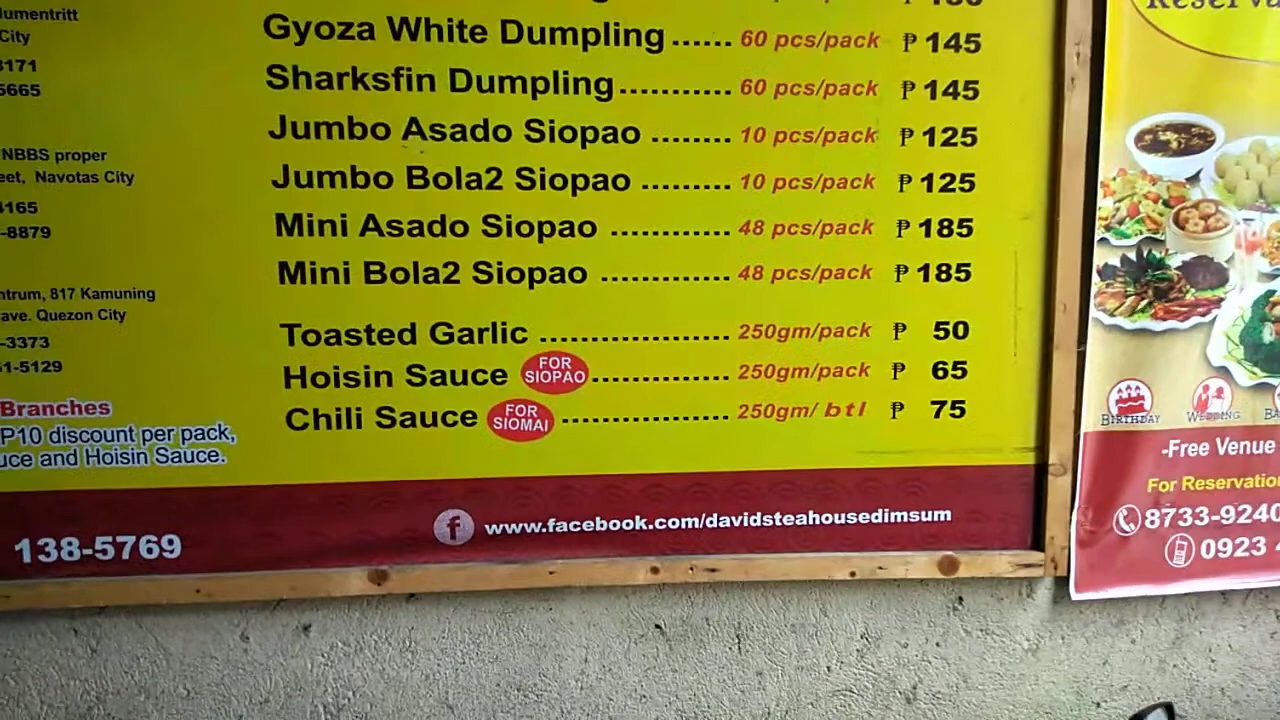 lumentritt
City
3171
5665
NBBS proper
eet, Navotas City
4165
-8879
ntrum, 817 Kamuning
ave. Quezon City
-3373
51-5129
Branches
P10 discount per pack,
uce and Hoisin Sauce.
Gyoza White Dumpling...... 60 pcs/pack ₱ 145
Sharksfin Dumpling........... 60 pcs/pack ₱ 145
Jumbo Asado Siopao ........ 10 pcs/pack ₱ 125
Jumbo Bola2 Siopao ......... 10 pcs/pack ₱ 125
Mini Asado Siopao ............ 48 pcs/pack ₱ 185
Mini Bola2 Siopao ............. 48 pcs/pack ₱ 185
Toasted Garlic ................... 250gm/pack ₱ 50
Hoisin Sauce FOR SIOPAO .............. 250gm/pack ₱ 65
Chili Sauce FOR SIOMAI ................. 250gm/ btl ₱ 75
138-5769
f www.facebook.com/davidsteahousedimsum
Reserva
BIRTHDAY WEDDING BA
-Free Venue
For Reservation
8733-9240
0923